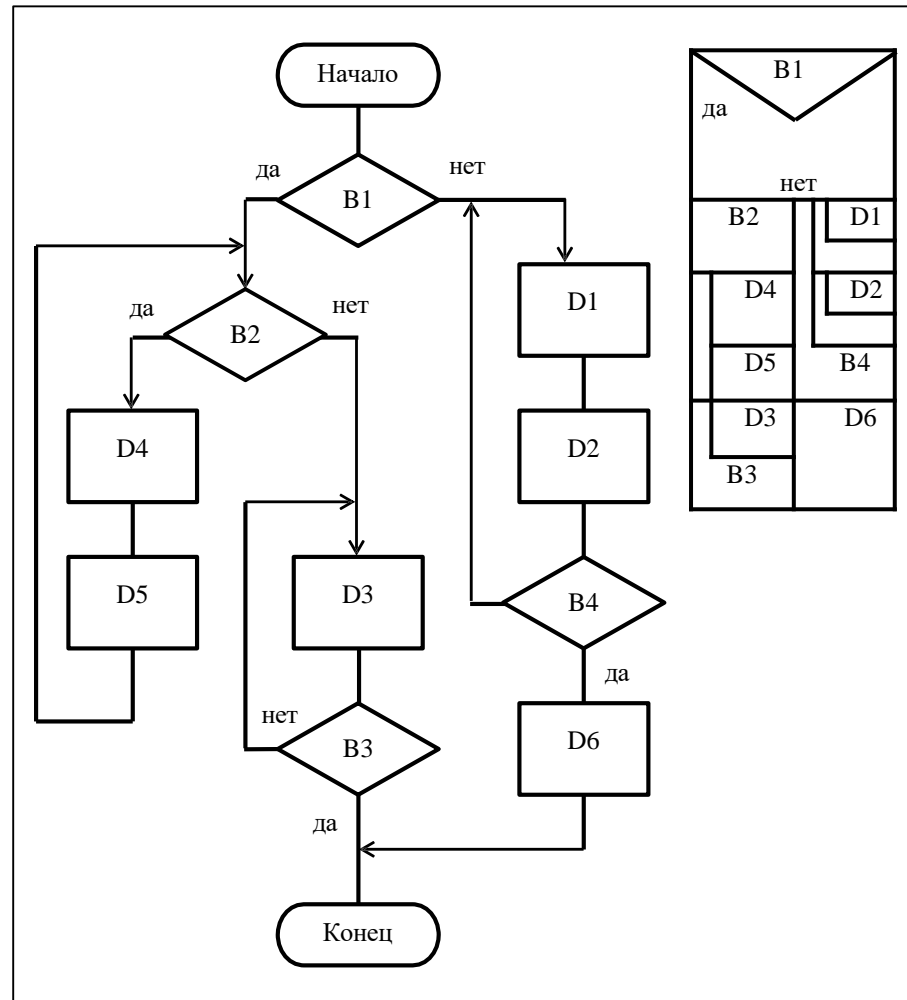 Начало
да
нет
B1
B2
да
нет
D1
D4
D2
D5
D3
B4
да
нет
B3
D6
да
Конец
B1
да
нет
B2
D1
D4
D2
D5
B4
D3
D6
B3